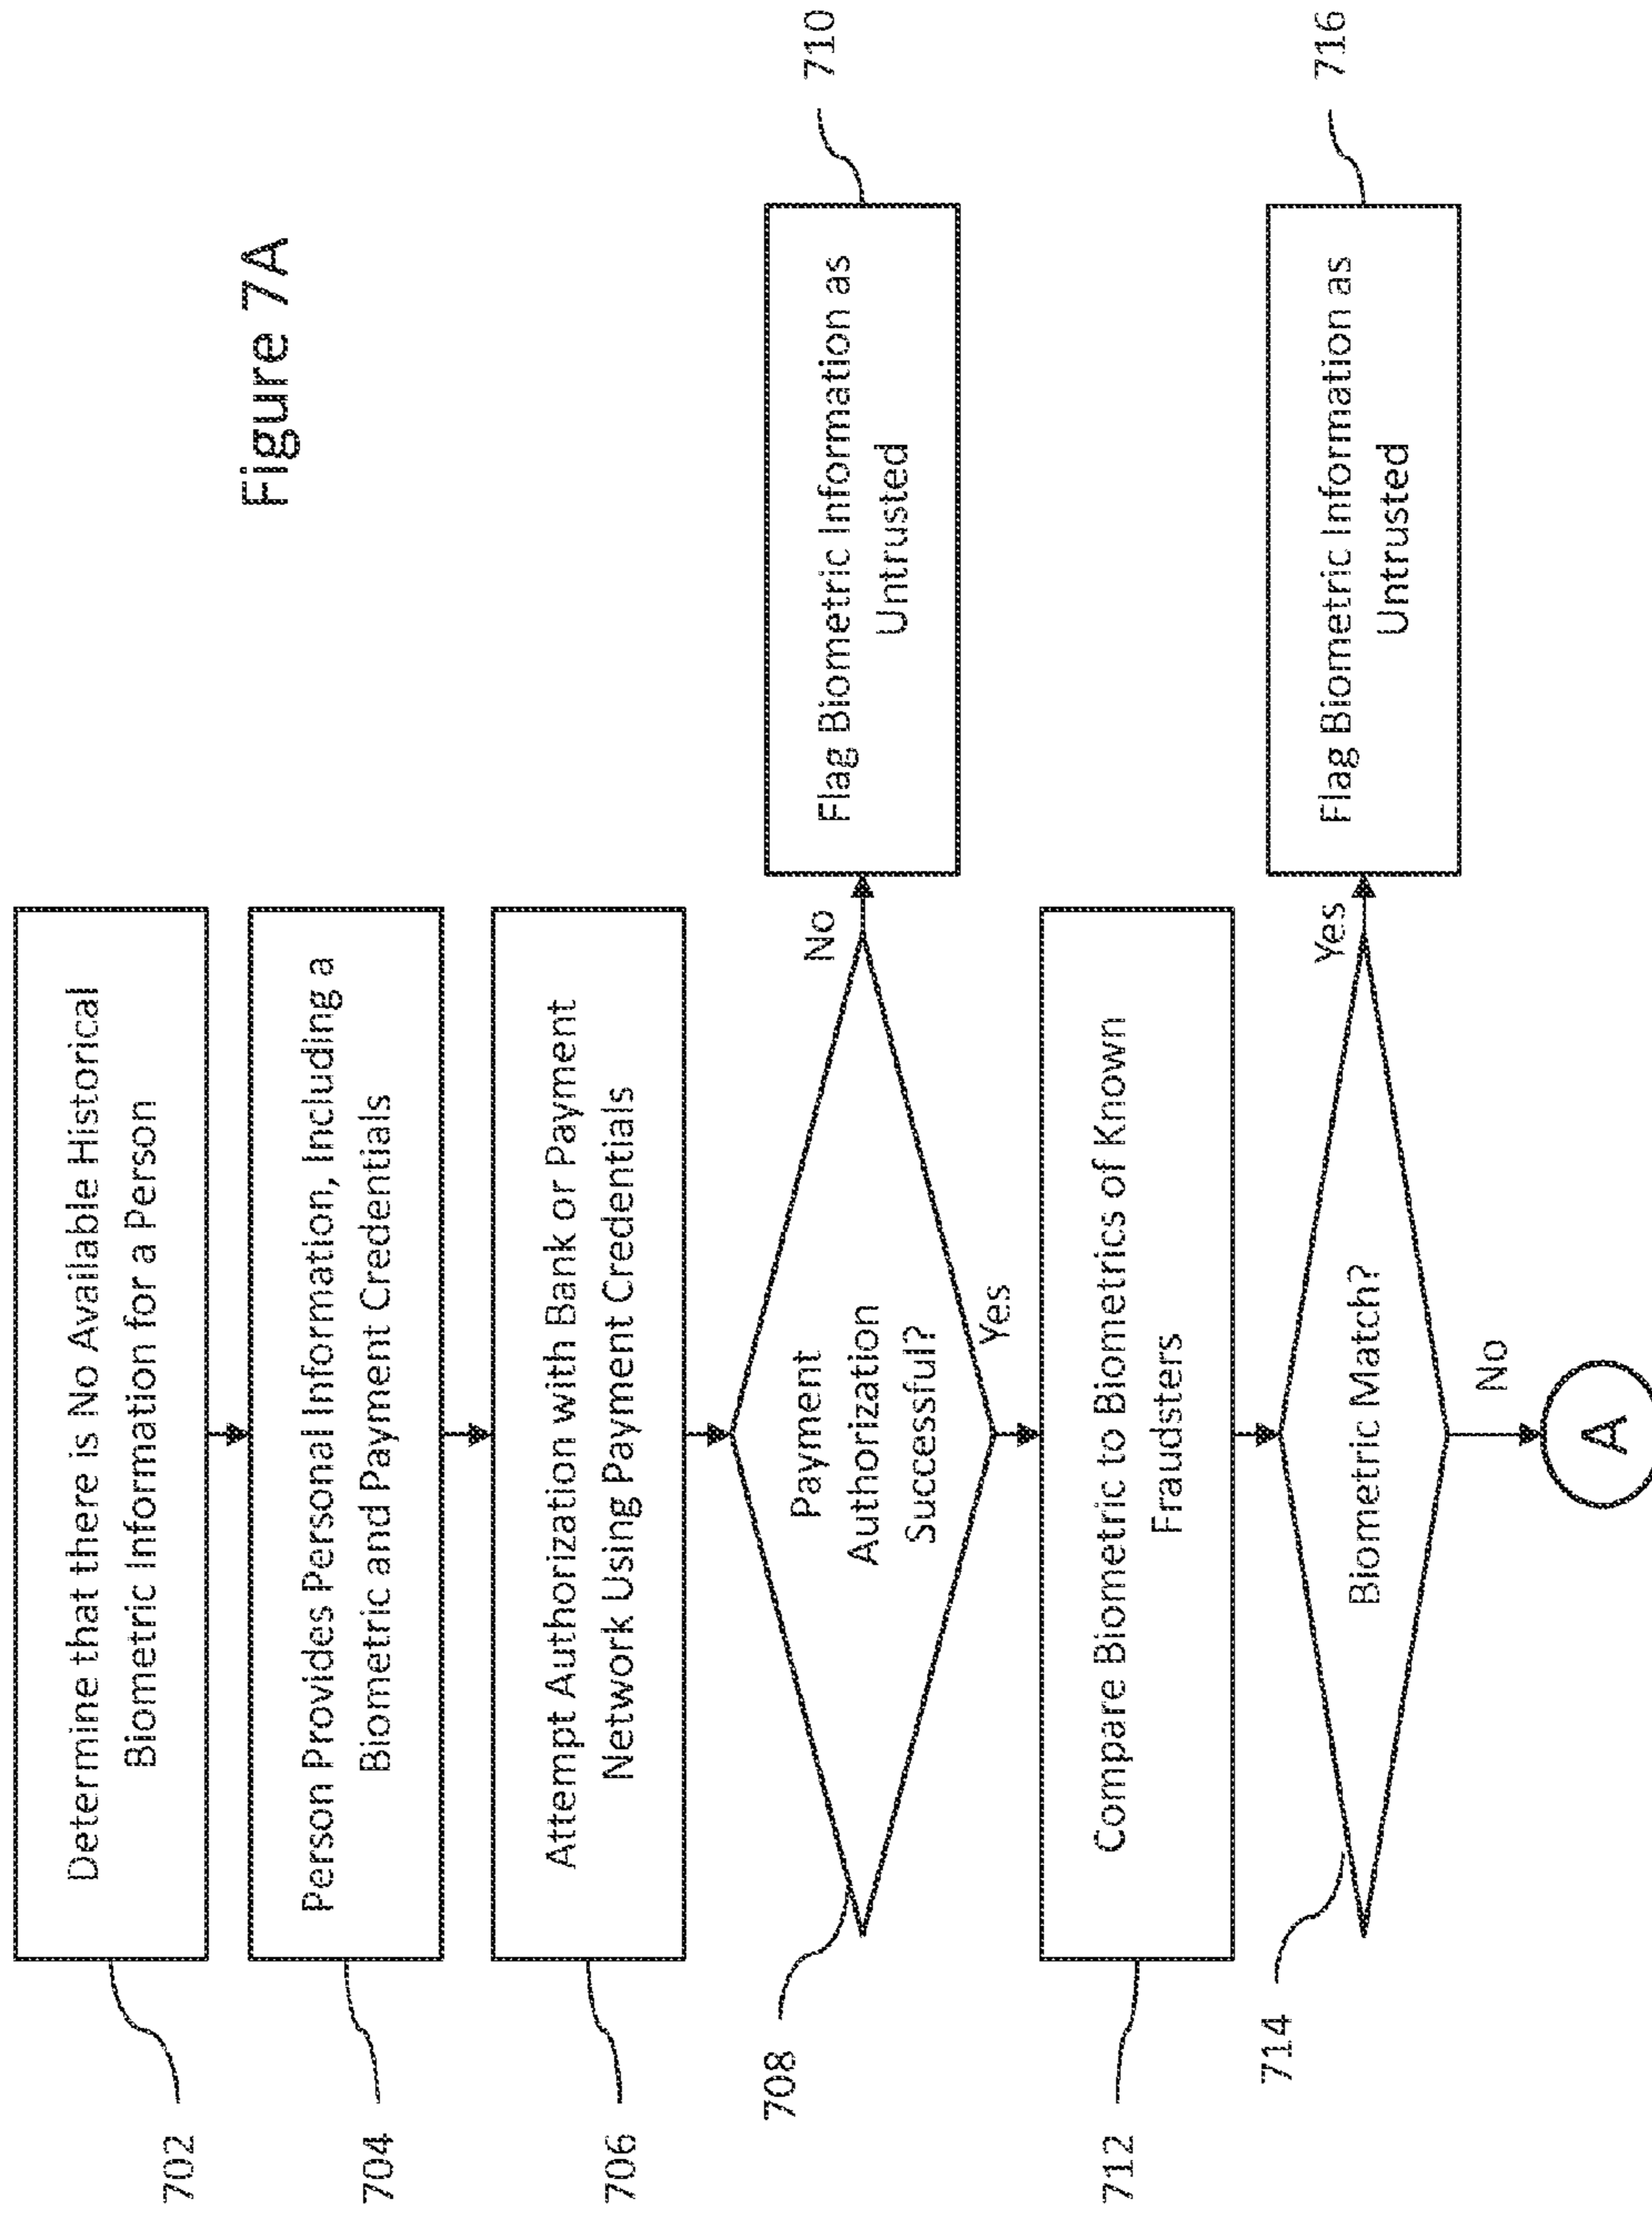 Figure 7A
702
Determine that there is No Available Historical
Biometric Information for a Person
704
Person Provides Personal Information, Including a
Biometric and Payment Credentials
706
Attempt Authorization with Bank or Payment
Network Using Payment Credentials
708
Payment
Authorization
Successful?
No
Flag Biometric Information as
Untrusted
710
Yes
712
Compare Biometric to Biometrics of Known
Fraudsters
714
Biometric Match?
Yes
Flag Biometric Information as
Untrusted
716
No
A